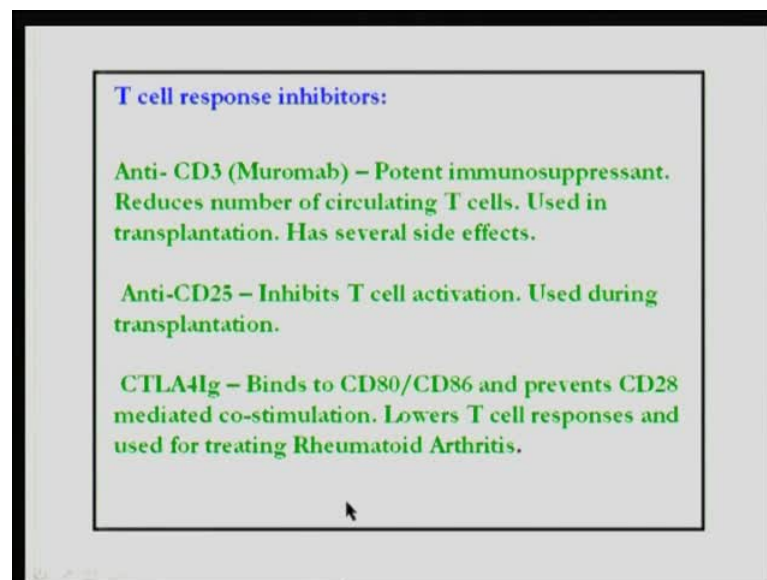 T cell response inhibitors:
Anti- CD3 (Muromab) – Potent immunosuppressant.
Reduces number of circulating T cells. Used in
transplantation. Has several side effects.
Anti-CD25 – Inhibits T cell activation. Used during
transplantation.
CTLA4Ig – Binds to CD80/CD86 and prevents CD28
mediated co-stimulation. Lowers T cell responses and
used for treating Rheumatoid Arthritis.